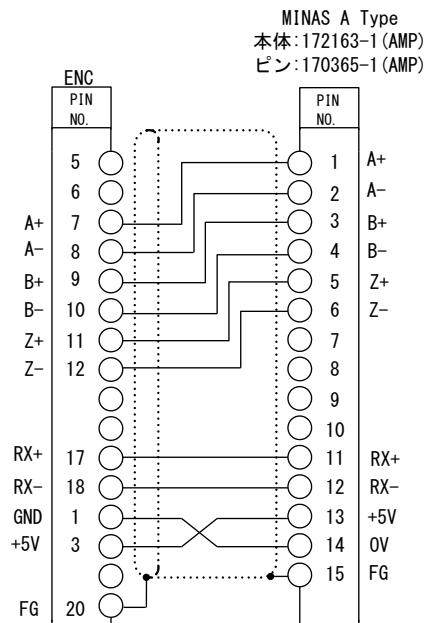 MINAS A Type
本体:172163-1(AMP)
ピン:170365-1(AMP)
ENC
PIN
NO.
PIN
NO.
5
1 A+
6
2 A-
A+ 7
3 B+
A- 8
4 B-
B+ 9
5 Z+
B- 10
6 Z-
Z+ 11
7
Z- 12
8
9
10
RX+ 17
11 RX+
RX- 18
12 RX-
GND 1
13 +5V
+5V 3
14 0V
15 FG
FG 20